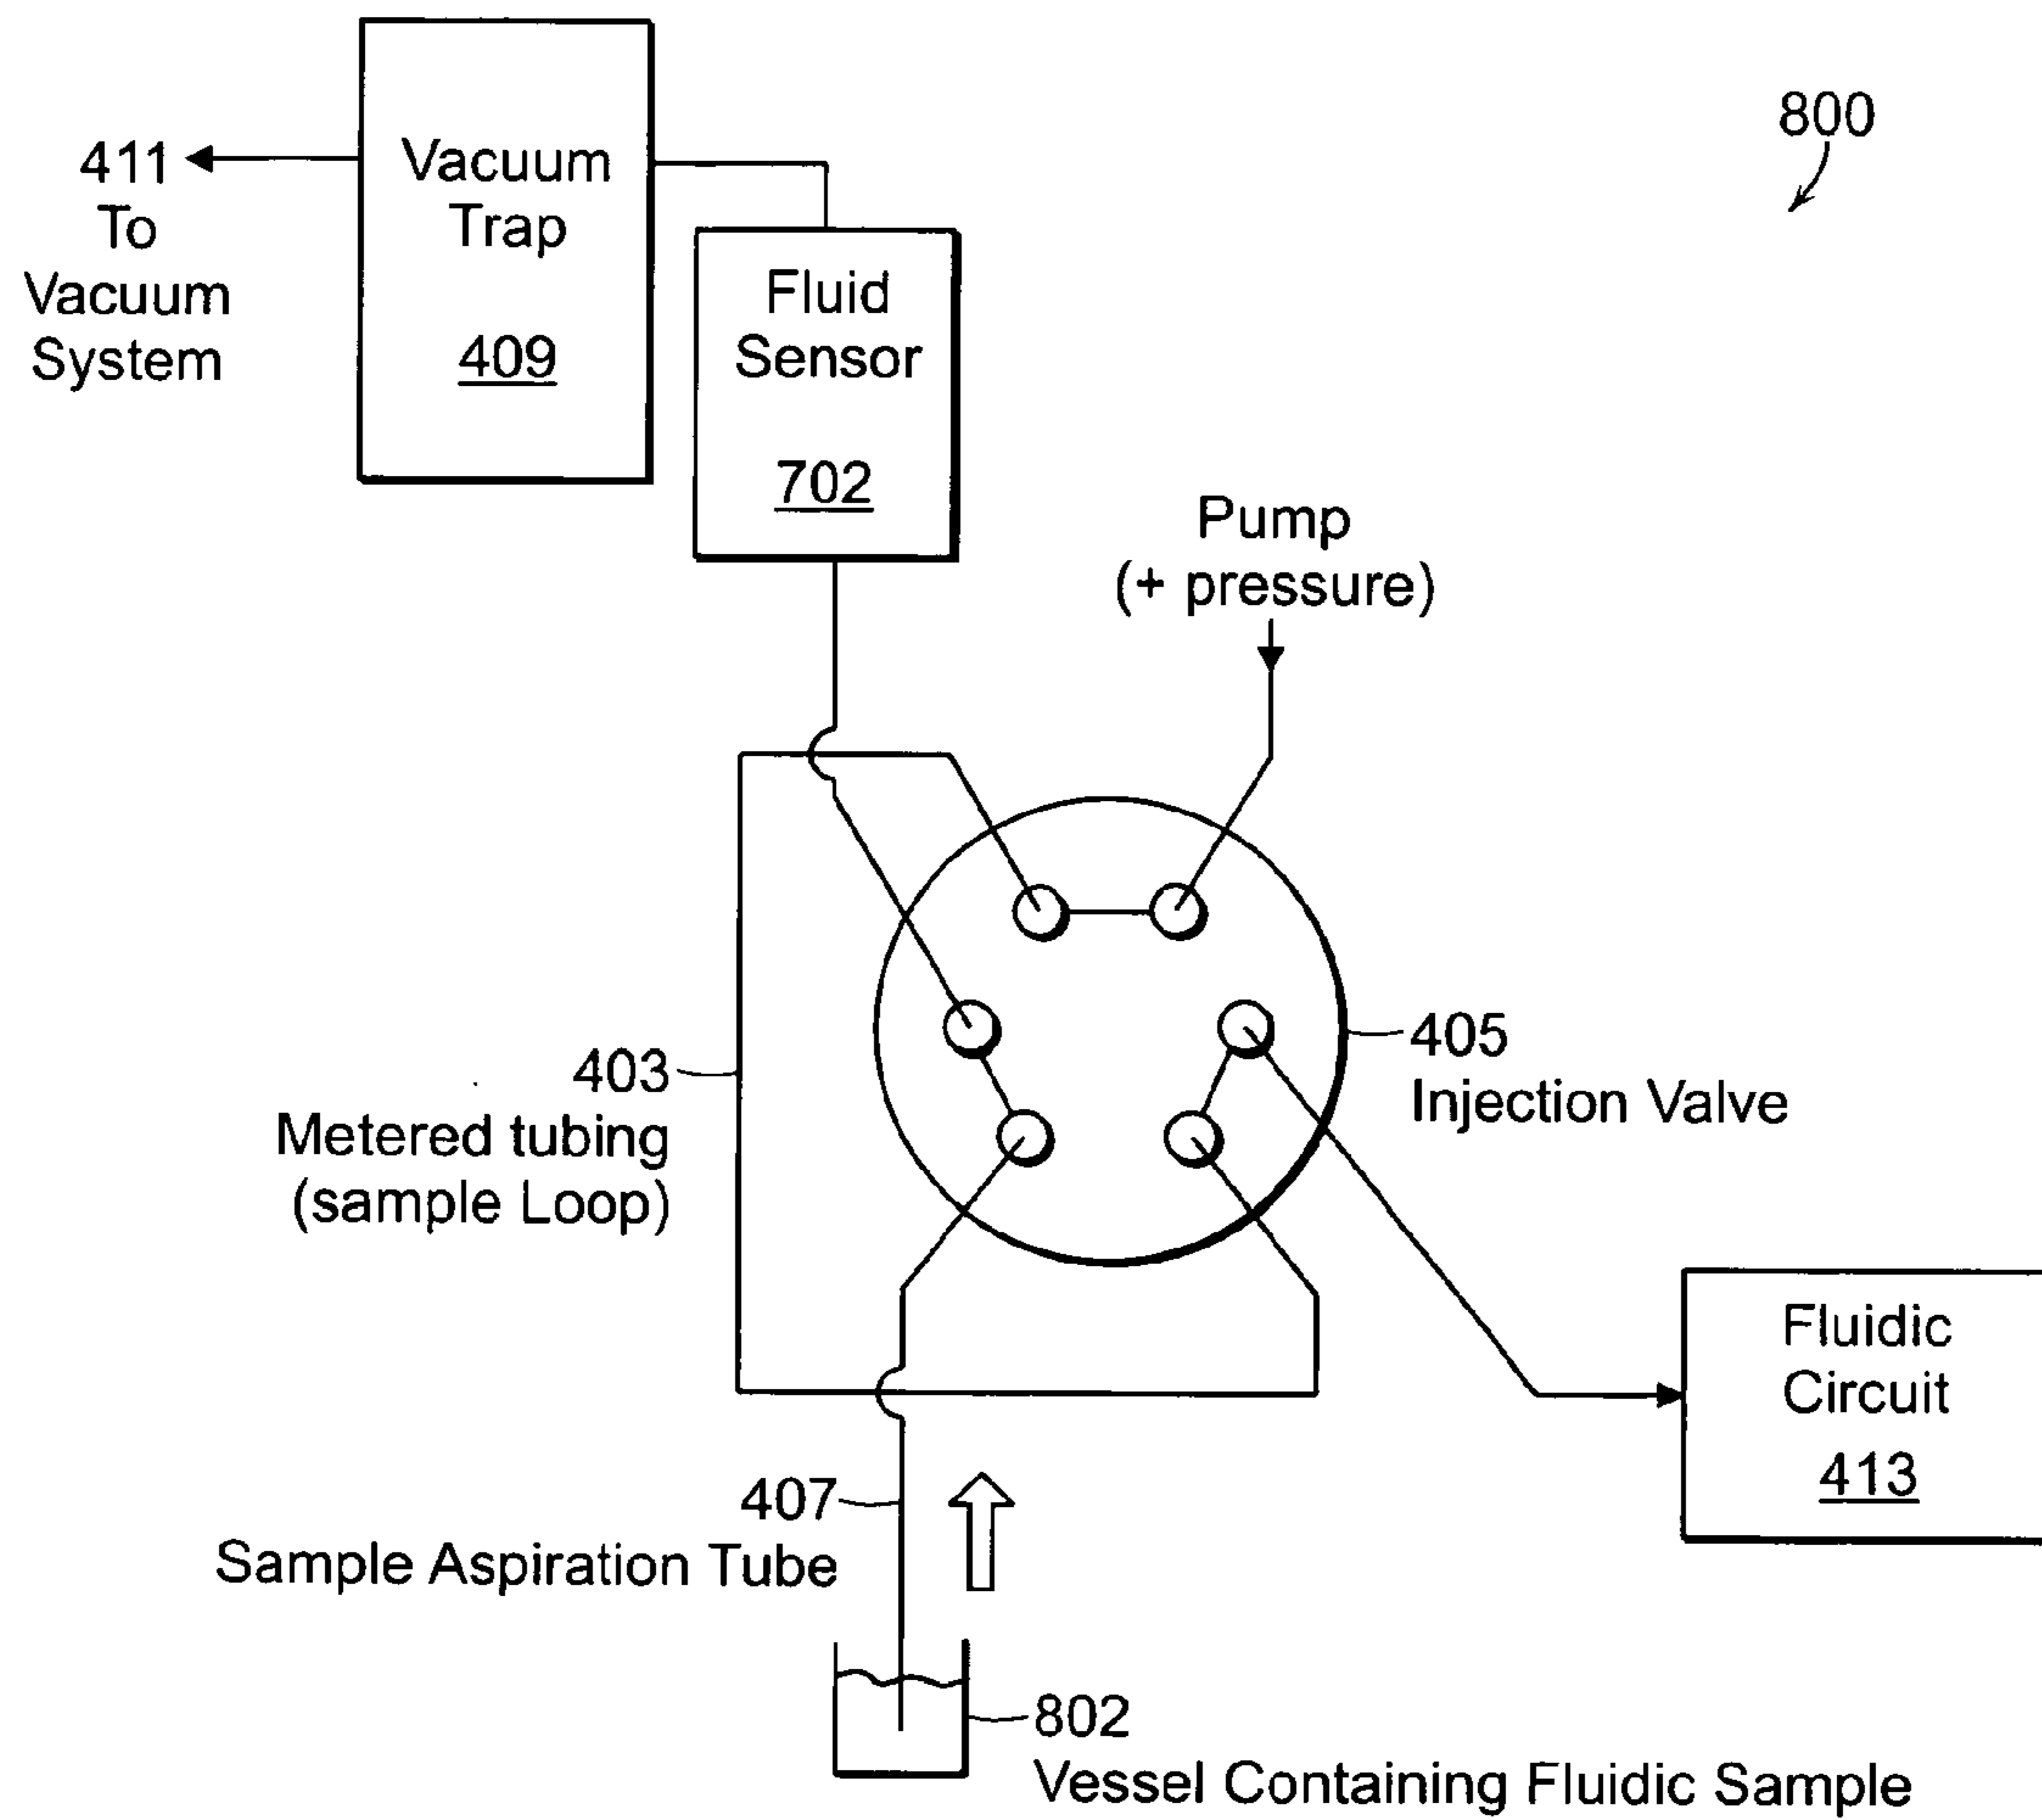 800
411
To
Vacuum
System
Vacuum
Trap
409
Fluid
Sensor
702
Pump
(+ pressure)
403
Metered tubing
(sample Loop)
405
Injection Valve
Fluidic
Circuit
413
407
Sample Aspiration Tube
802
Vessel Containing Fluidic Sample